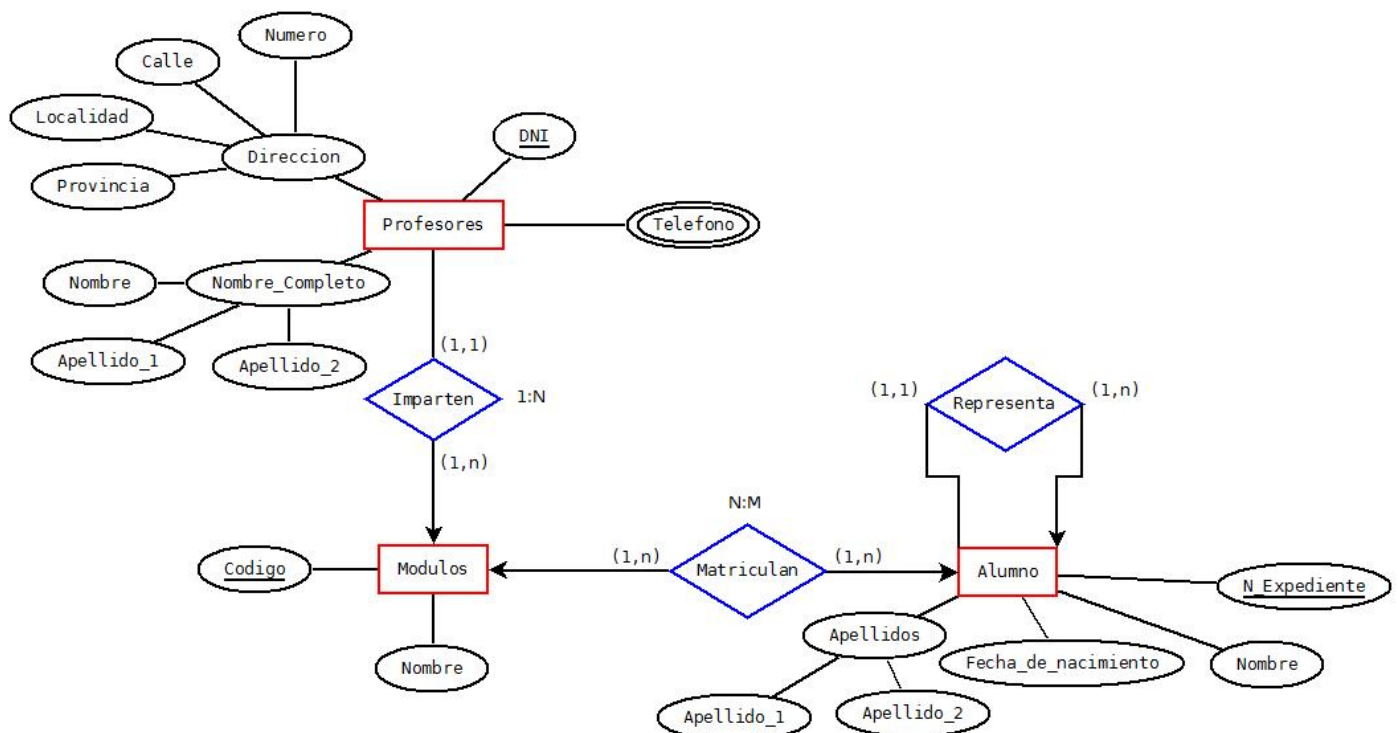 Numero
Calle
Localidad
DNI
Direccion
Provincia
Profesores
Telefono
Nombre
Nombre_Completo
Apellido_1
Apellido_2
(1,1)
Imparten
1:N
(1,n)
(1,1)
Representa
(1,n)
N:M
Codigo
Modulos
(1,n)
Matriculan
(1,n)
Alumno
N_Expediente
Nombre
Apellidos
Fecha_de_nacimiento
Nombre
Apellido_1
Apellido_2